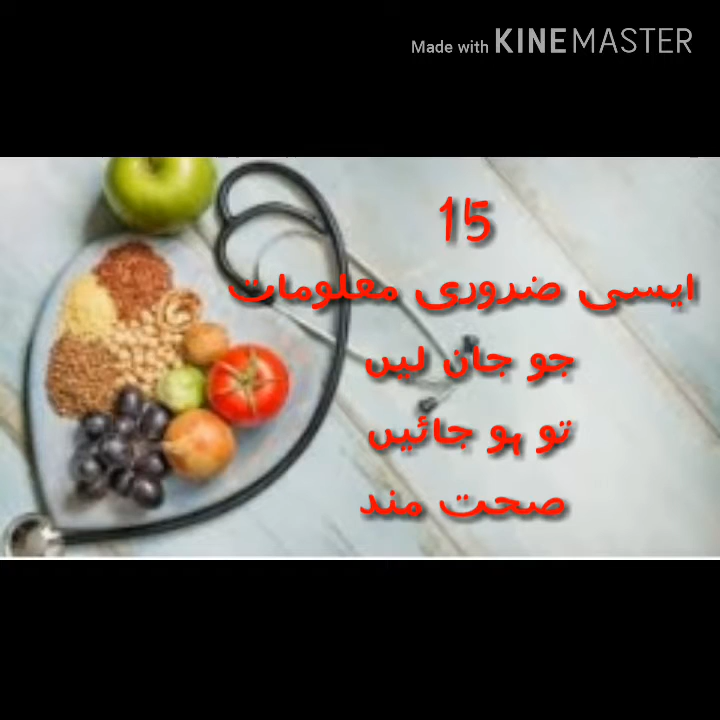 Made with KINEMASTER
15
ایسی ضروری معلومات
جو جان لیں
تو ہو جائیں
صحت مند